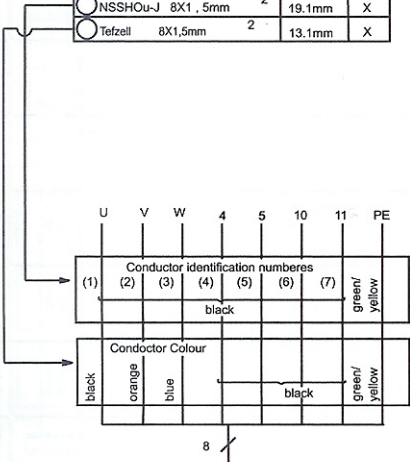 NSSHOu-J 8X1 , 5mm 2 19.1mm X
Tefzell 8X1,5mm 2 13.1mm X
U V W 4 5 10 11 PE
Conductor identification numberes
(1) (2) (3) (4) (5) (6) (7) green/ yellow
black
Condoctor Colour
black orange blue black green/ yellow
8